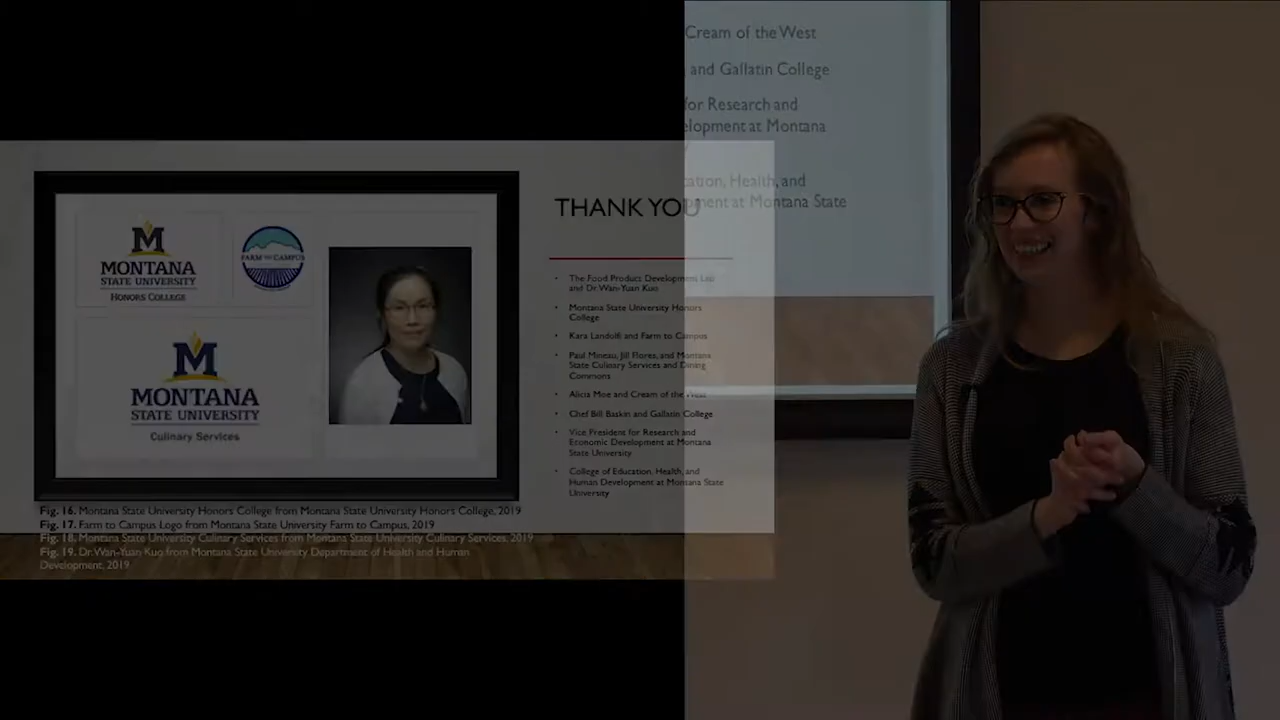 MONTANA
STATE UNIVERSITY
HONORS COLLEGE
FARM TO CAMPUS
MONTANA
STATE UNIVERSITY
Culinary Services
THANK YOU
• The Food Product Development Lab
and Dr. Wan-Yuan Kuo
• Montana State University Honors
College
• Kara Landolfi and Farm to Campus
• Paul Mineau, Jill Flores, and Montana
State Culinary Services and Dining
Commons
• Alicia Moe and Cream of the West
• Chef Bill Baskin and Gallatin College
• Vice President for Research and
Economic Development at Montana
State University
• College of Education, Health, and
Human Development at Montana State
University
Fig. 16. Montana State University Honors College from Montana State University Honors College, 2019
Fig. 17. Farm to Campus Logo from Montana State University Farm to Campus, 2019
Fig. 18. Montana State University Culinary Services from Montana State University Culinary Services, 2019
Fig. 19. Dr. Wan-Yuan Kuo from Montana State University Department of Health and Human
Development, 2019
Cream of the West
and Gallatin College
for Research and
elopment at Montana
ation, Health, and
pment at Montana State